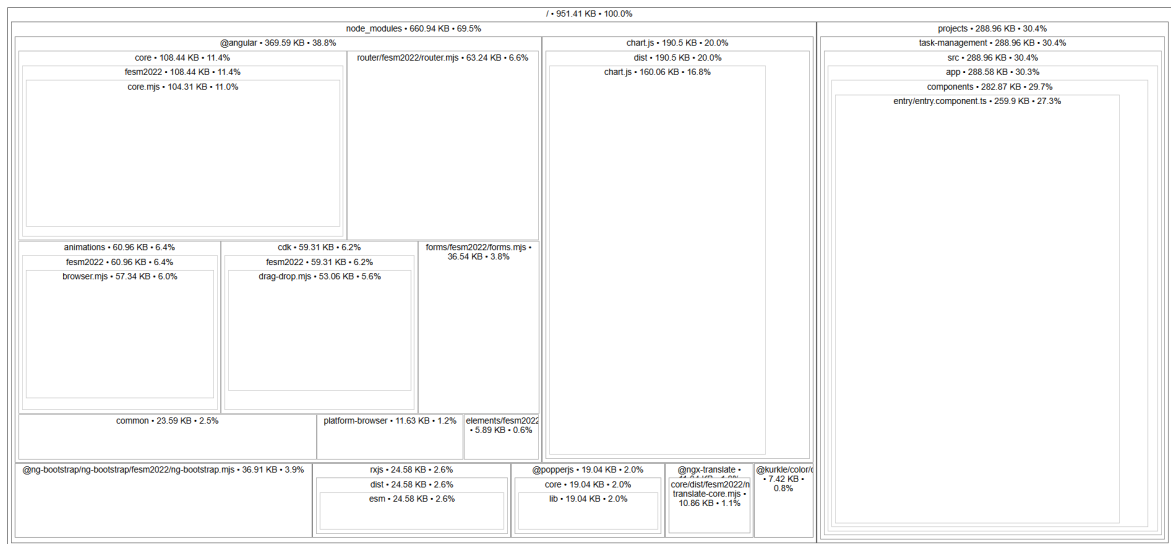 / • 951.41 KB • 100.0%
node_modules • 660.94 KB • 69.5%
projects • 288.96 KB • 30.4%
@angular • 369.59 KB • 38.8%
chart.js • 190.5 KB • 20.0%
task-management • 288.96 KB • 30.4%
core • 108.44 KB • 11.4%
router/fesm2022/router.mjs • 63.24 KB • 6.6%
dist • 190.5 KB • 20.0%
src • 288.96 KB • 30.4%
fesm2022 • 108.44 KB • 11.4%
chart.js • 160.06 KB • 16.8%
app • 288.58 KB • 30.3%
core.mjs • 104.31 KB • 11.0%
components • 282.87 KB • 29.7%
entry/entry.component.ts • 259.9 KB • 27.3%
animations • 60.96 KB • 6.4%
cdk • 59.31 KB • 6.2%
forms/fesm2022/forms.mjs •
36.54 KB • 3.8%
fesm2022 • 60.96 KB • 6.4%
fesm2022 • 59.31 KB • 6.2%
browser.mjs • 57.34 KB • 6.0%
drag-drop.mjs • 53.06 KB • 5.6%
common • 23.59 KB • 2.5%
platform-browser • 11.63 KB • 1.2%
elements/fesm2022
• 5.89 KB • 0.6%
@ng-bootstrap/ng-bootstrap/fesm2022/ng-bootstrap.mjs • 36.91 KB • 3.9%
rxjs • 24.58 KB • 2.6%
@popperjs • 19.04 KB • 2.0%
@ngx-translate •
@kurkle/color/
• 7.42 KB •
0.8%
dist • 24.58 KB • 2.6%
core • 19.04 KB • 2.0%
core/dist/fesm2022/n
translate-core.mjs •
10.86 KB • 1.1%
esm • 24.58 KB • 2.6%
lib • 19.04 KB • 2.0%